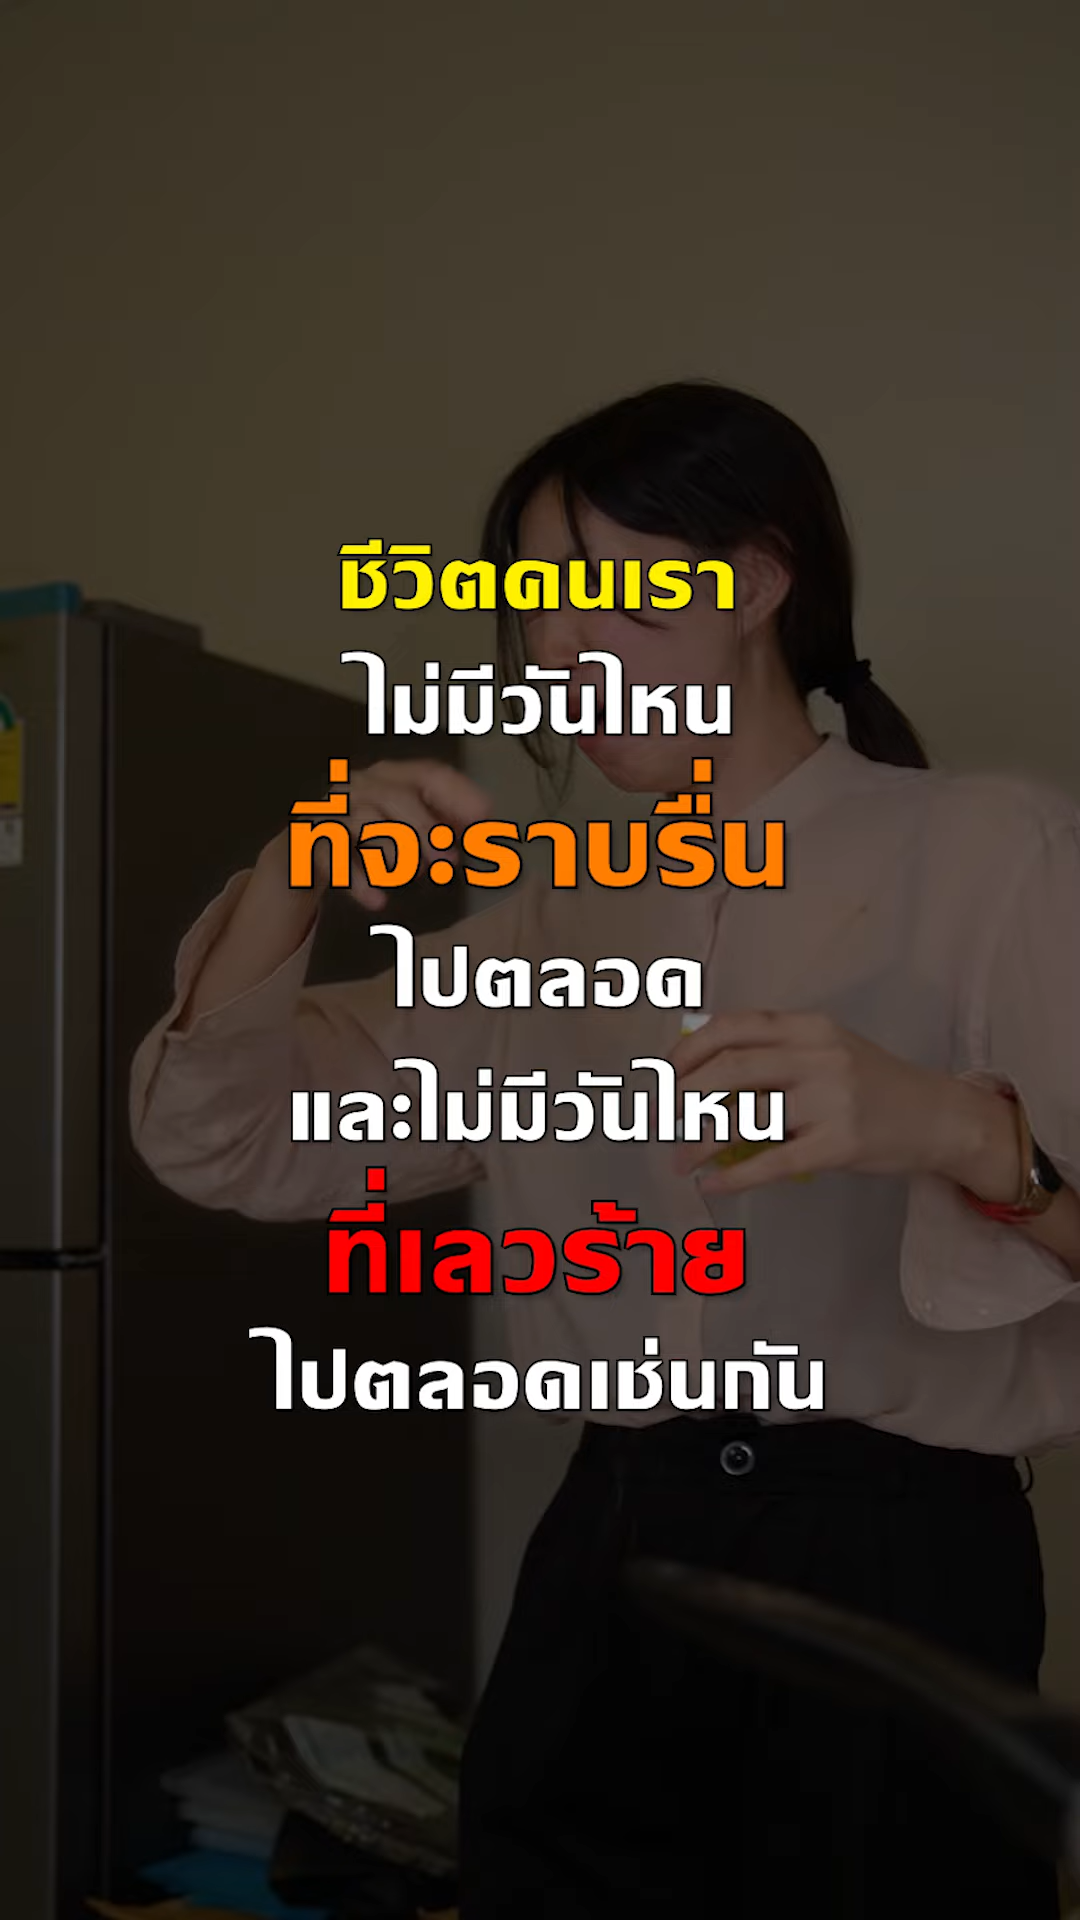 ชีวิตคนเรา
ไม่มีวันไหน
ที่จะราบรื่น
ไปตลอด
และไม่มีวันไหน
ที่เลวร้าย
ไปตลอดเช่นกัน